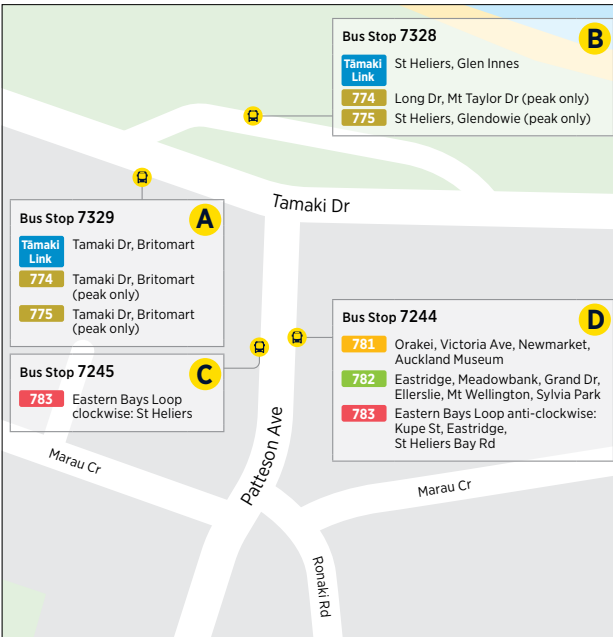 Bus Stop 7328
B
Tāmaki
Link
St Heliers, Glen Innes
774
Long Dr, Mt Taylor Dr (peak only)
775
St Heliers, Glendowie (peak only)
Tamaki Dr
Bus Stop 7329
A
Tāmaki
Link
Tamaki Dr, Britomart
774
Tamaki Dr, Britomart
(peak only)
775
Tamaki Dr, Britomart
(peak only)
Bus Stop 7245
C
783
Eastern Bays Loop
clockwise: St Heliers
Bus Stop 7244
D
781
Orakei, Victoria Ave, Newmarket,
Auckland Museum
782
Eastridge, Meadowbank, Grand Dr,
Ellerslie, Mt Wellington, Sylvia Park
783
Eastern Bays Loop anti-clockwise:
Kupe St, Eastridge,
St Heliers Bay Rd
Patteson Ave
Marau Cr
Marau Cr
Ronaki Rd